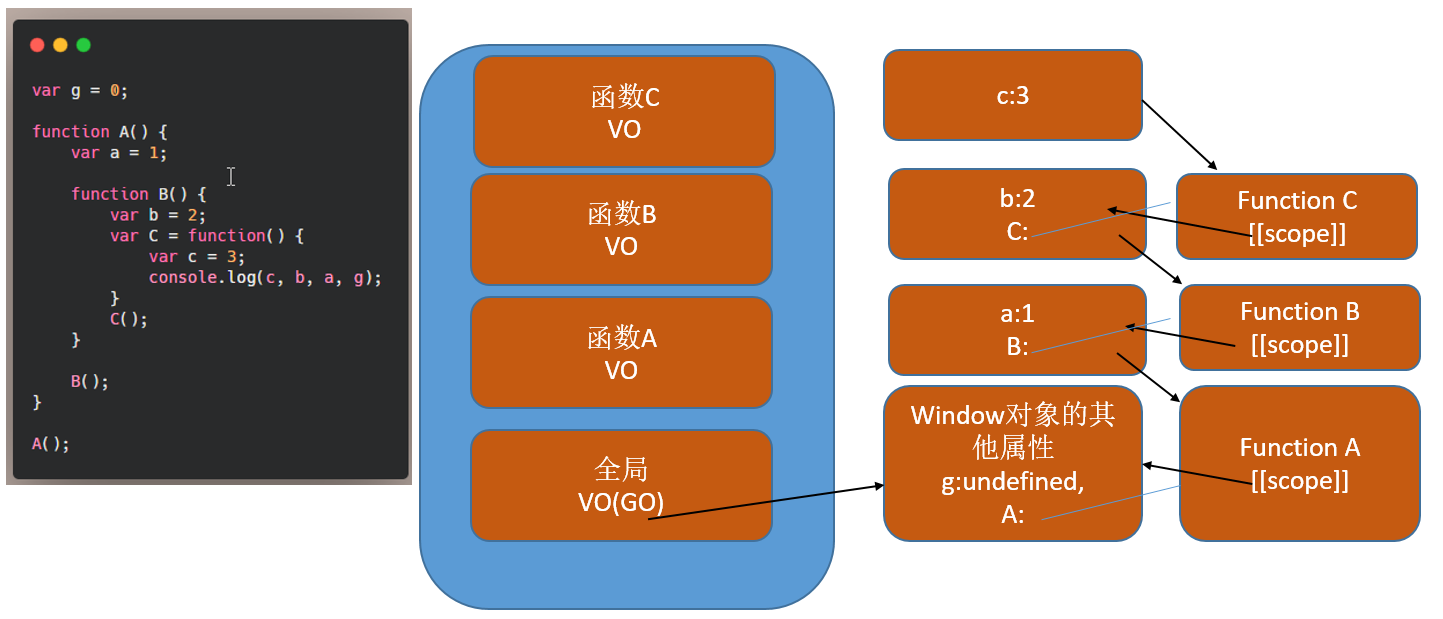 var g = 0;
function A() {
var a = 1;
function B() {
var b = 2;
var C = function() {
var c = 3;
console.log(c, b, a, g);
}
C();
}
B();
}
A();
函数C
VO
函数B
VO
函数A
VO
全局
VO(GO)
c:3
b:2
C:
Function C
[[scope]]
a:1
B:
Function B
[[scope]]
Window对象的其
他属性
g:undefined,
A:
Function A
[[scope]]